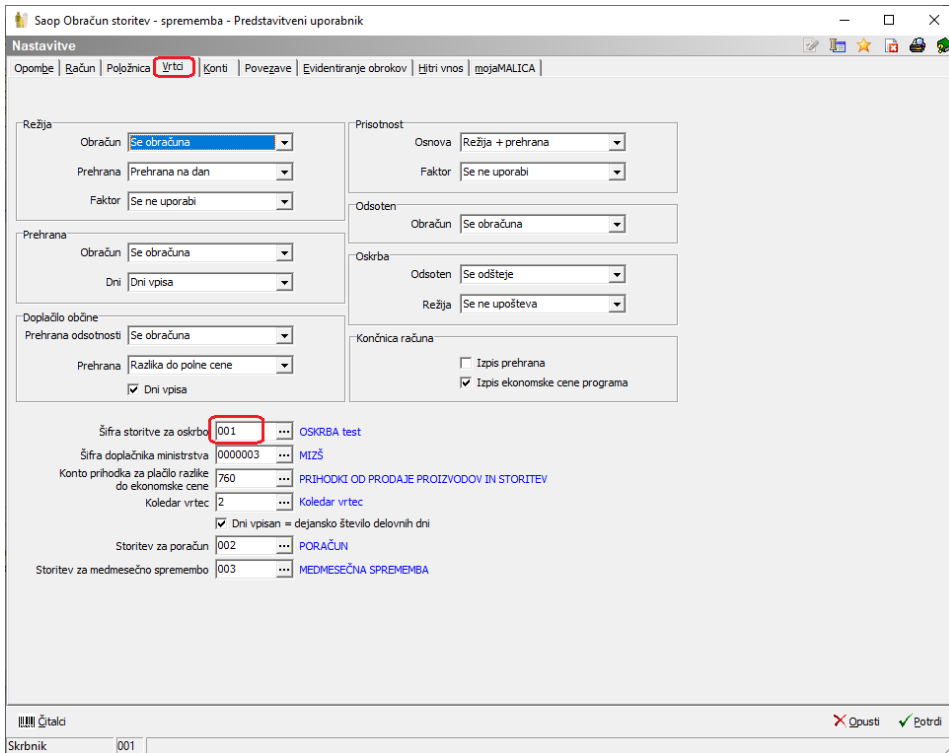 Saop Obračun storitev - sprememba - Predstavitveni uporabnik
Nastavitve
Opombe Račun Položnica Vrtci Konti Povezave Evidentiranje obrokov Hitri vnos mojaMALICA
Režija
Obračun Se obračuna
Prehrana Prehrana na dan
Faktor Se ne uporabi
Prehrana
Obračun Se obračuna
Dni Dni vpisa
Doplačilo občine
Prehrana odsotnosti Se obračuna
Prehrana Razlika do polne cene
Dni vpisa
Prisotnost
Osnova Režija + prehrana
Faktor Se ne uporabi
Odsoten
Obračun Se obračuna
Oskrba
Odsoten Se odšteje
Režija Se ne upošteva
Končnica računa
Izpis prehrana
Izpis ekonomske cene programa
Šifra storitve za oskrbo 001 ... OSKRBA test
Šifra doplačnika ministrstva 0000003 ... MIZŠ
Konto prihodka za plačilo razlike
do ekonomske cene 760 ... PRIHODKI OD PRODAJE PROIZVODOV IN STORITEV
Koledar vrtec 2 ... Koledar vrtec
Dni vpisan = dejansko število delovnih dni
Storitev za poračun 002 ... PORAČUN
Storitev za medmesečno spremembo 003 ... MEDMESEČNA SPREMEMBA
Čitalci
Opusti Potrdi
Skrbnik 001